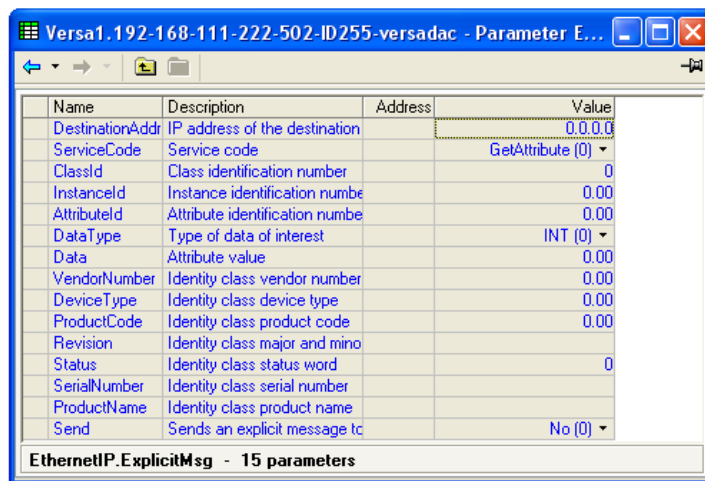 Versa1.192-168-111-222-502-ID255-versadac - Parameter E...
Name Description Address Value
DestinationAddr IP address of the destination 0.0.0.0
ServiceCode Service code GetAttribute (0)
ClassId Class identification number 0
InstanceId Instance identification numbe 0.00
AttributeId Attribute identification numbe 0.00
DataType Type of data of interest INT (0)
Data Attribute value 0.00
VendorNumber Identity class vendor number 0.00
DeviceType Identity class device type 0.00
ProductCode Identity class product code 0.00
Revision Identity class major and mino
Status Identity class status word 0
SerialNumber Identity class serial number
ProductName Identity class product name
Send Sends an explicit message to No (0)
EthernetIP.ExplicitMsg - 15 parameters